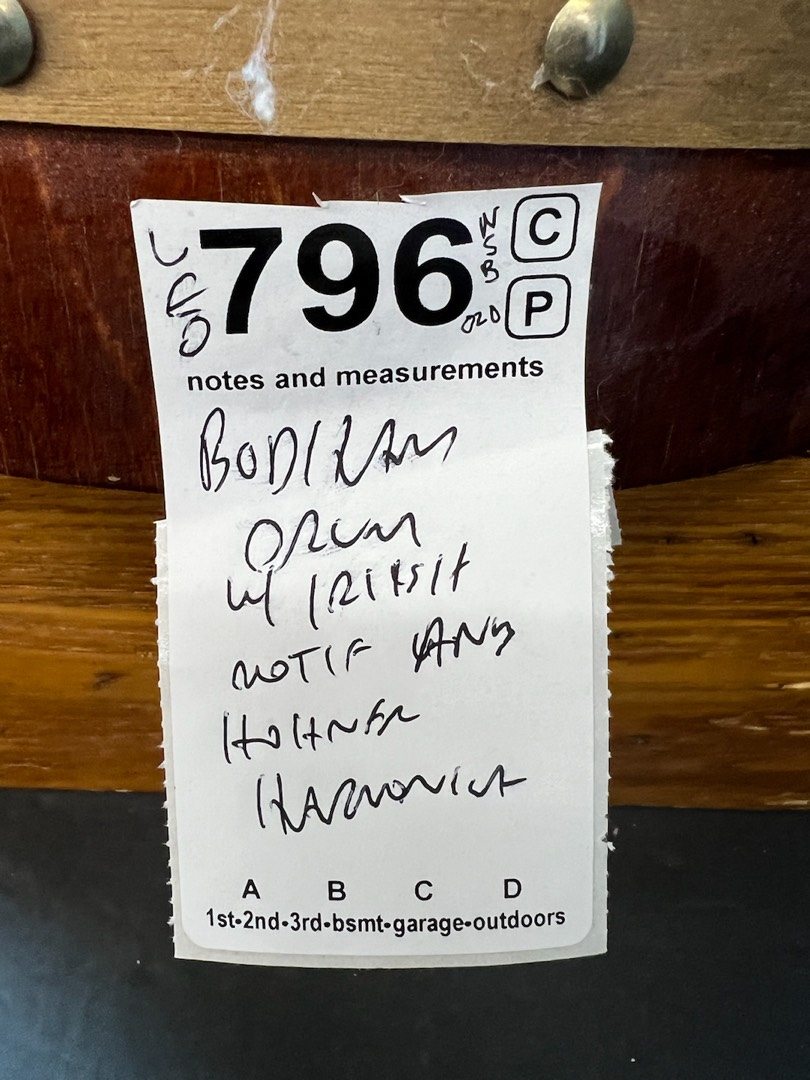 796
C
P
notes and measurements
BODHRAN
DRUM
w/ IRISH
MOTIF AND
HOHNER
HARMONICA
A B C D
1st•2nd•3rd•bsmt•garage•outdoors